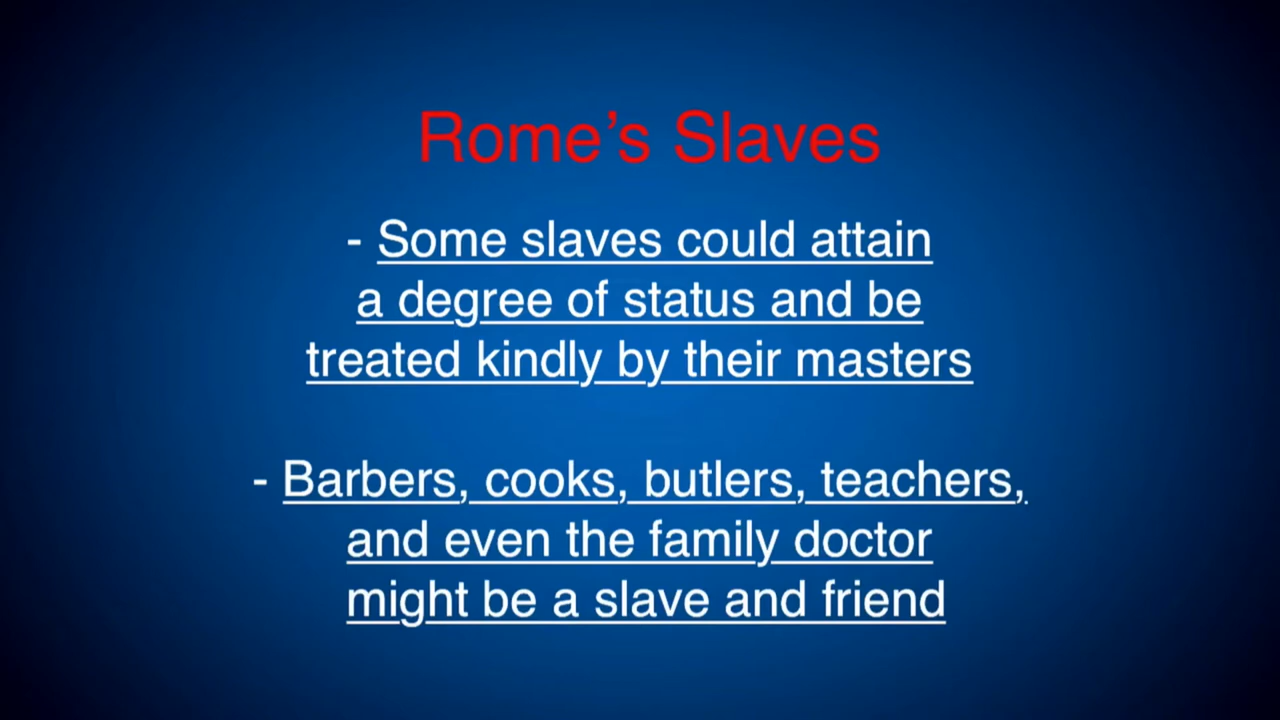 Rome’s Slaves
- Some slaves could attain
a degree of status and be
treated kindly by their masters
- Barbers, cooks, butlers, teachers,
and even the family doctor
might be a slave and friend